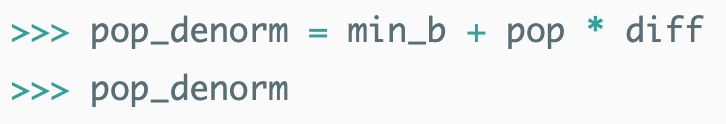 >>> pop_denorm = min_b + pop * diff
>>> pop_denorm